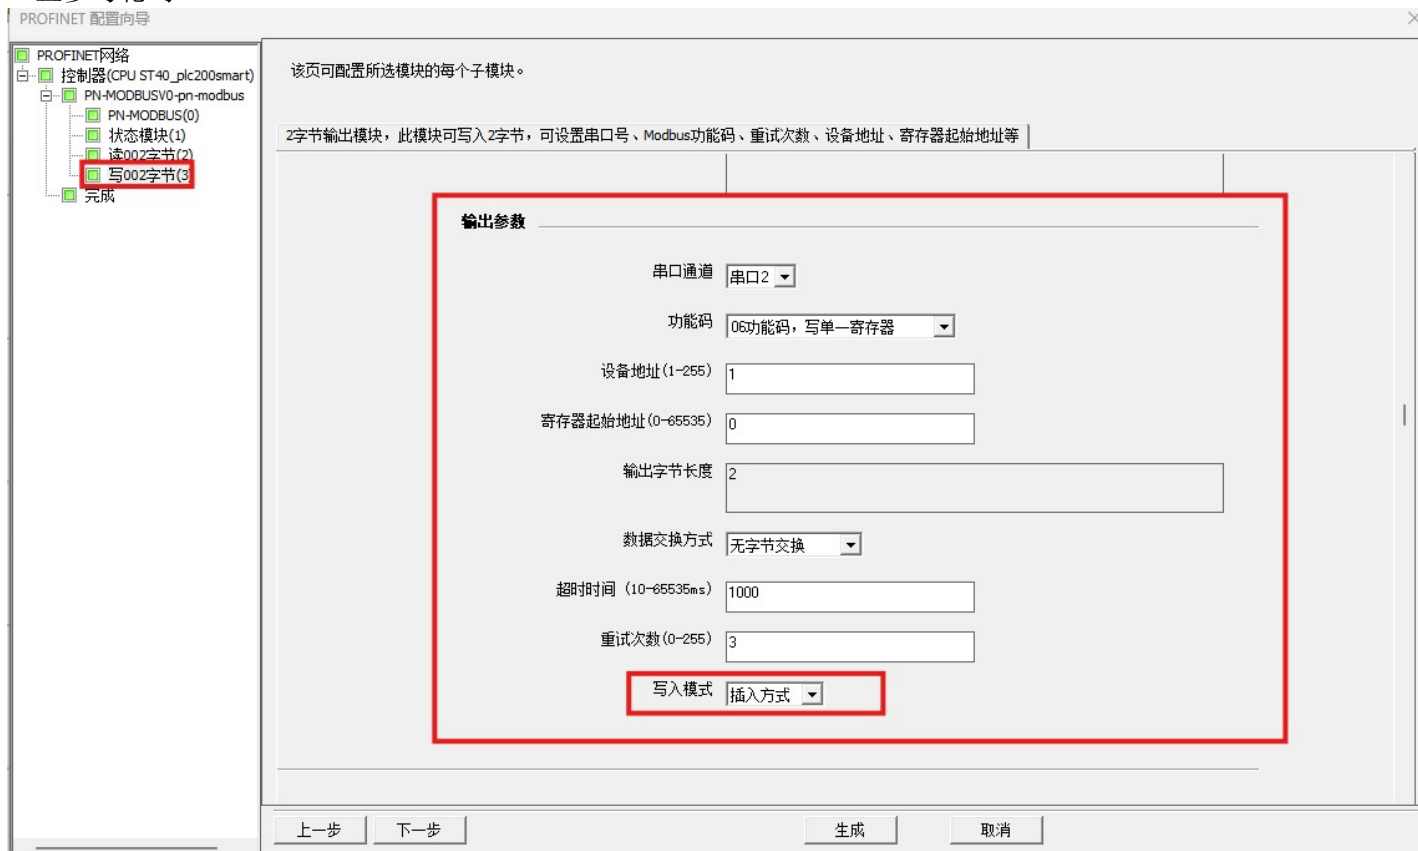 PROFINET 配置向导
PROFINET网络
控制器(CPU ST40_plc200smart)
PN-MODBUSV0-pn-modbus
PN-MODBUS(0)
状态模块(1)
读002字节(2)
写002字节(3)
完成
该页可配置所选模块的每个子模块。
2字节输出模块，此模块可写入2字节，可设置串口号、Modbus功能码、重试次数、设备地址、寄存器起始地址等
输出参数
串口通道 串口2
功能码 06功能码，写单一寄存器
设备地址(1-255) 1
寄存器起始地址(0-65535) 0
输出字节长度 2
数据交换方式 无字节交换
超时时间 (10-65535ms) 1000
重试次数(0-255) 3
写入模式 插入方式
上一步 下一步 生成 取消